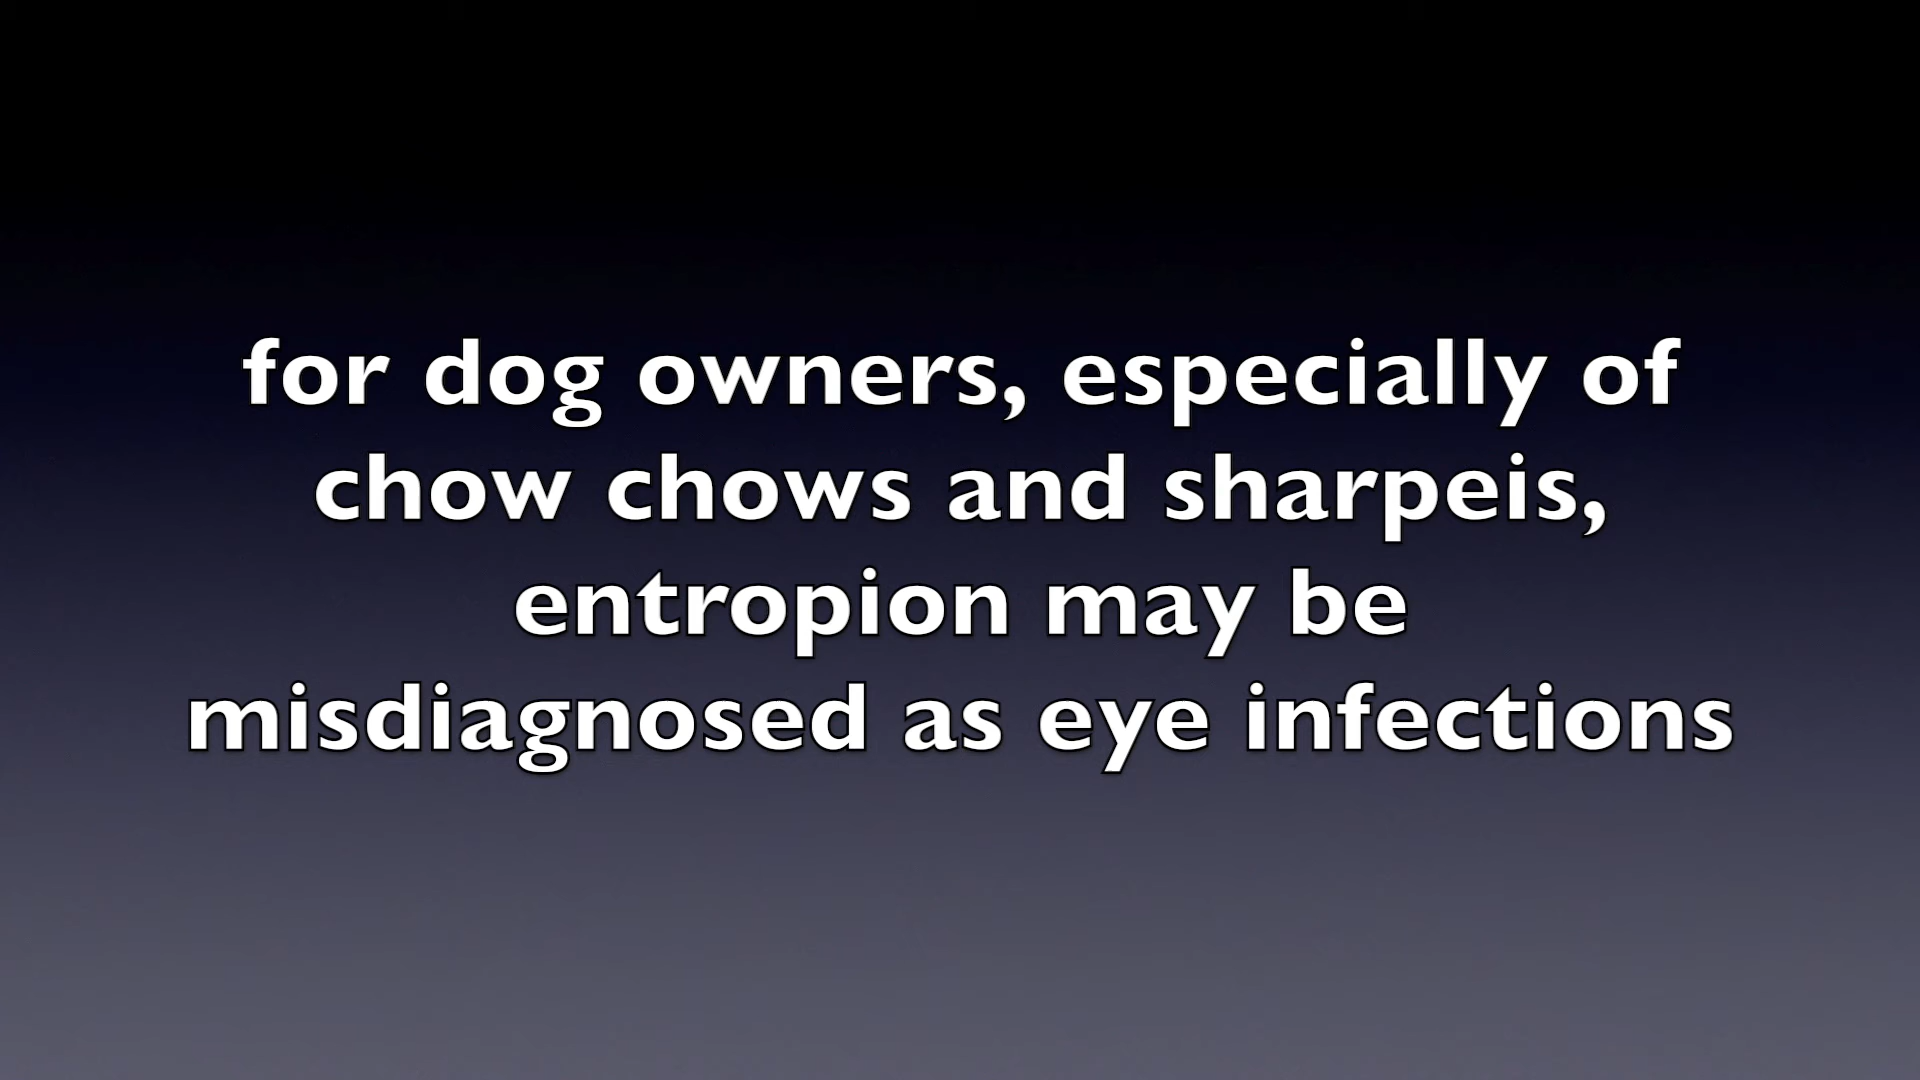 for dog owners, especially of
chow chows and sharpeis,
entropion may be
misdiagnosed as eye infections